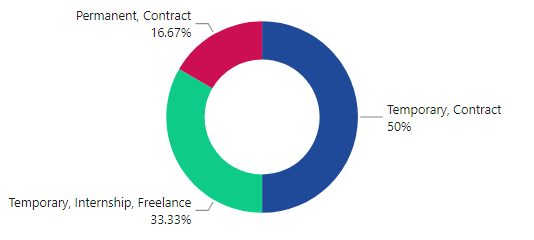 Permanent, Contract
16.67%
Temporary, Contract
50%
Temporary, Internship, Freelance
33.33%